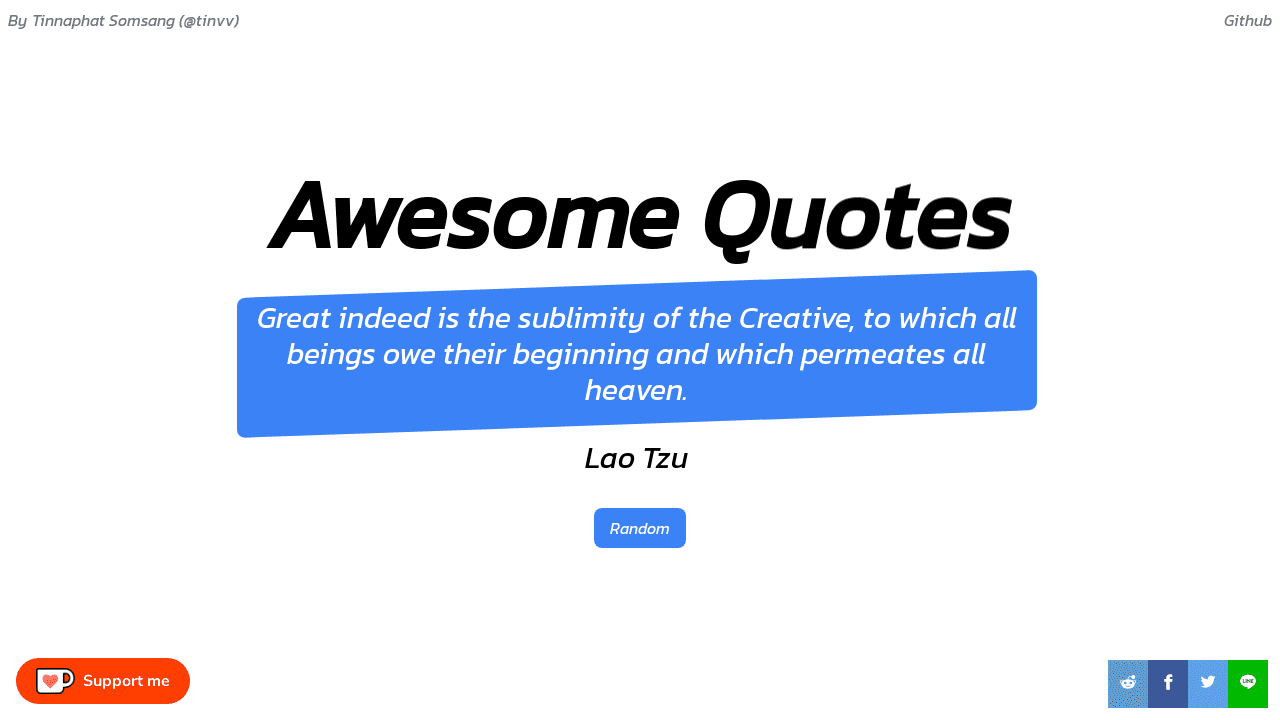 By Tinnaphat Somsang (@tinvv)
Github
Awesome Quotes
Great indeed is the sublimity of the Creative, to which all
beings owe their beginning and which permeates all
heaven.
Lao Tzu
Random
Support me
LINE